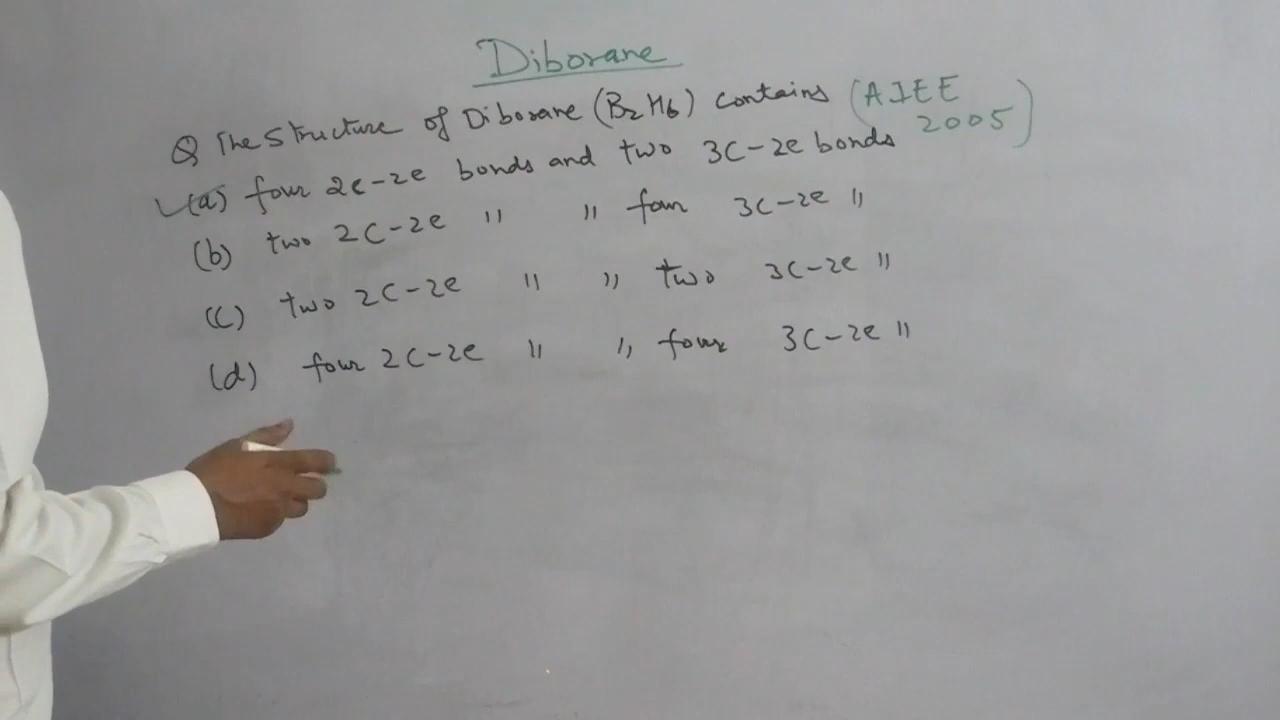 Diborane
Q The Structure of Diborane (B2H6) contains (AIEEE 2005)
(a) four 2c-2e bonds and two 3C-2e bonds
(b) two 2C-2e " " four 3C-2e "
(C) two 2C-2e " " two 3C-2e "
(d) four 2C-2e " " four 3C-2e "